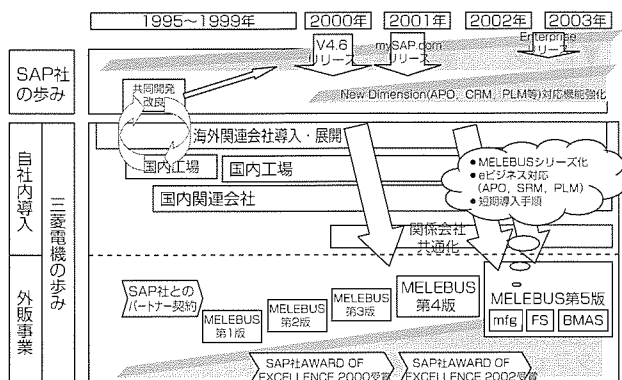 1995〜1999年
2000年
2001年
2002年
2003年
SAP社
の歩み
V4.6
リリース
mySAP.com
リリース
Enterprise
リリース
共同開発
改良
New Dimension(APO、CRM、PLM等)対応機能強化
三菱電機の歩み
自社内導入
海外関連会社導入・展開
国内工場
国内工場
国内関連会社
関係会社
共通化
● MELEBUSシリーズ化
● eビジネス対応
(APO、SRM、PLM)
● 短期導入手順
外販事業
SAP社との
パートナー契約
MELEBUS
第1版
MELEBUS
第2版
MELEBUS
第3版
MELEBUS
第4版
MELEBUS第5版
mfg
FS
BMAS
SAP社AWARD OF
EXCELLENCE 2000受賞
SAP社AWARD OF
EXCELLENCE 2002受賞